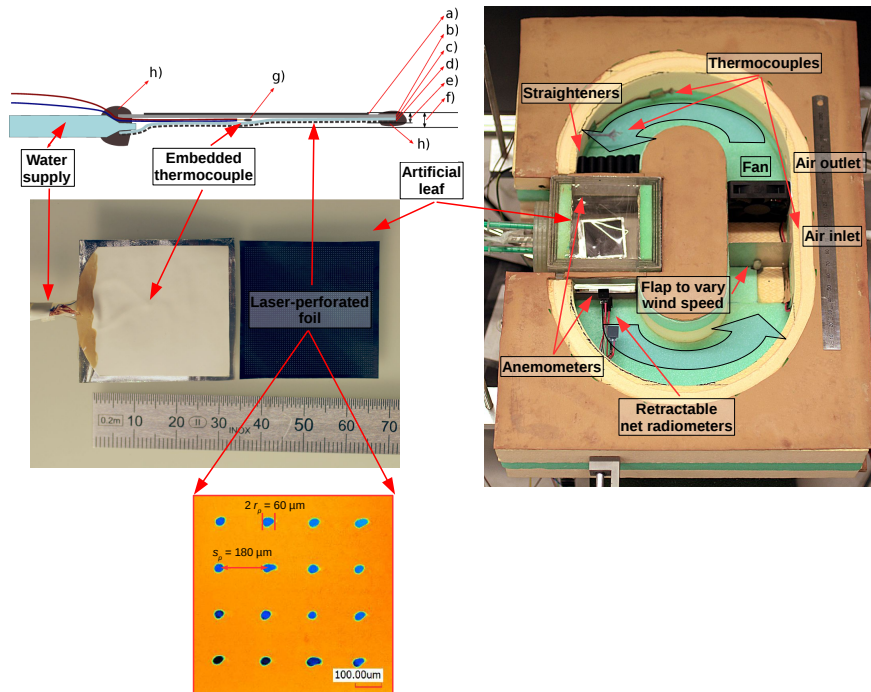 a)
b)
c)
d)
e)
f)
g)
h)
h)
Water
supply
Embedded
thermocouple
Artificial
leaf
Laser-perforated
foil
0.2m
10
20
II
30
INOX
40
50
60
70
2 rₚ = 60 µm
sₚ = 180 µm
100.00um
Thermocouples
Straighteners
Fan
Air outlet
Air inlet
Flap to vary
wind speed
Anemometers
Retractable
net radiometers